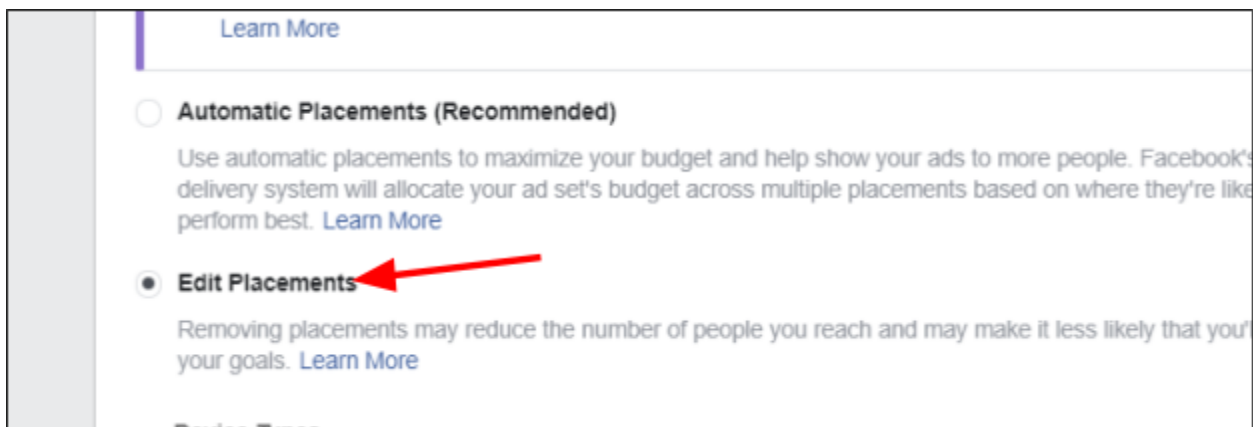 Learn More
Automatic Placements (Recommended)
Use automatic placements to maximize your budget and help show your ads to more people. Facebook's
delivery system will allocate your ad set's budget across multiple placements based on where they're like
perform best. Learn More
Edit Placements
Removing placements may reduce the number of people you reach and may make it less likely that you'
your goals. Learn More